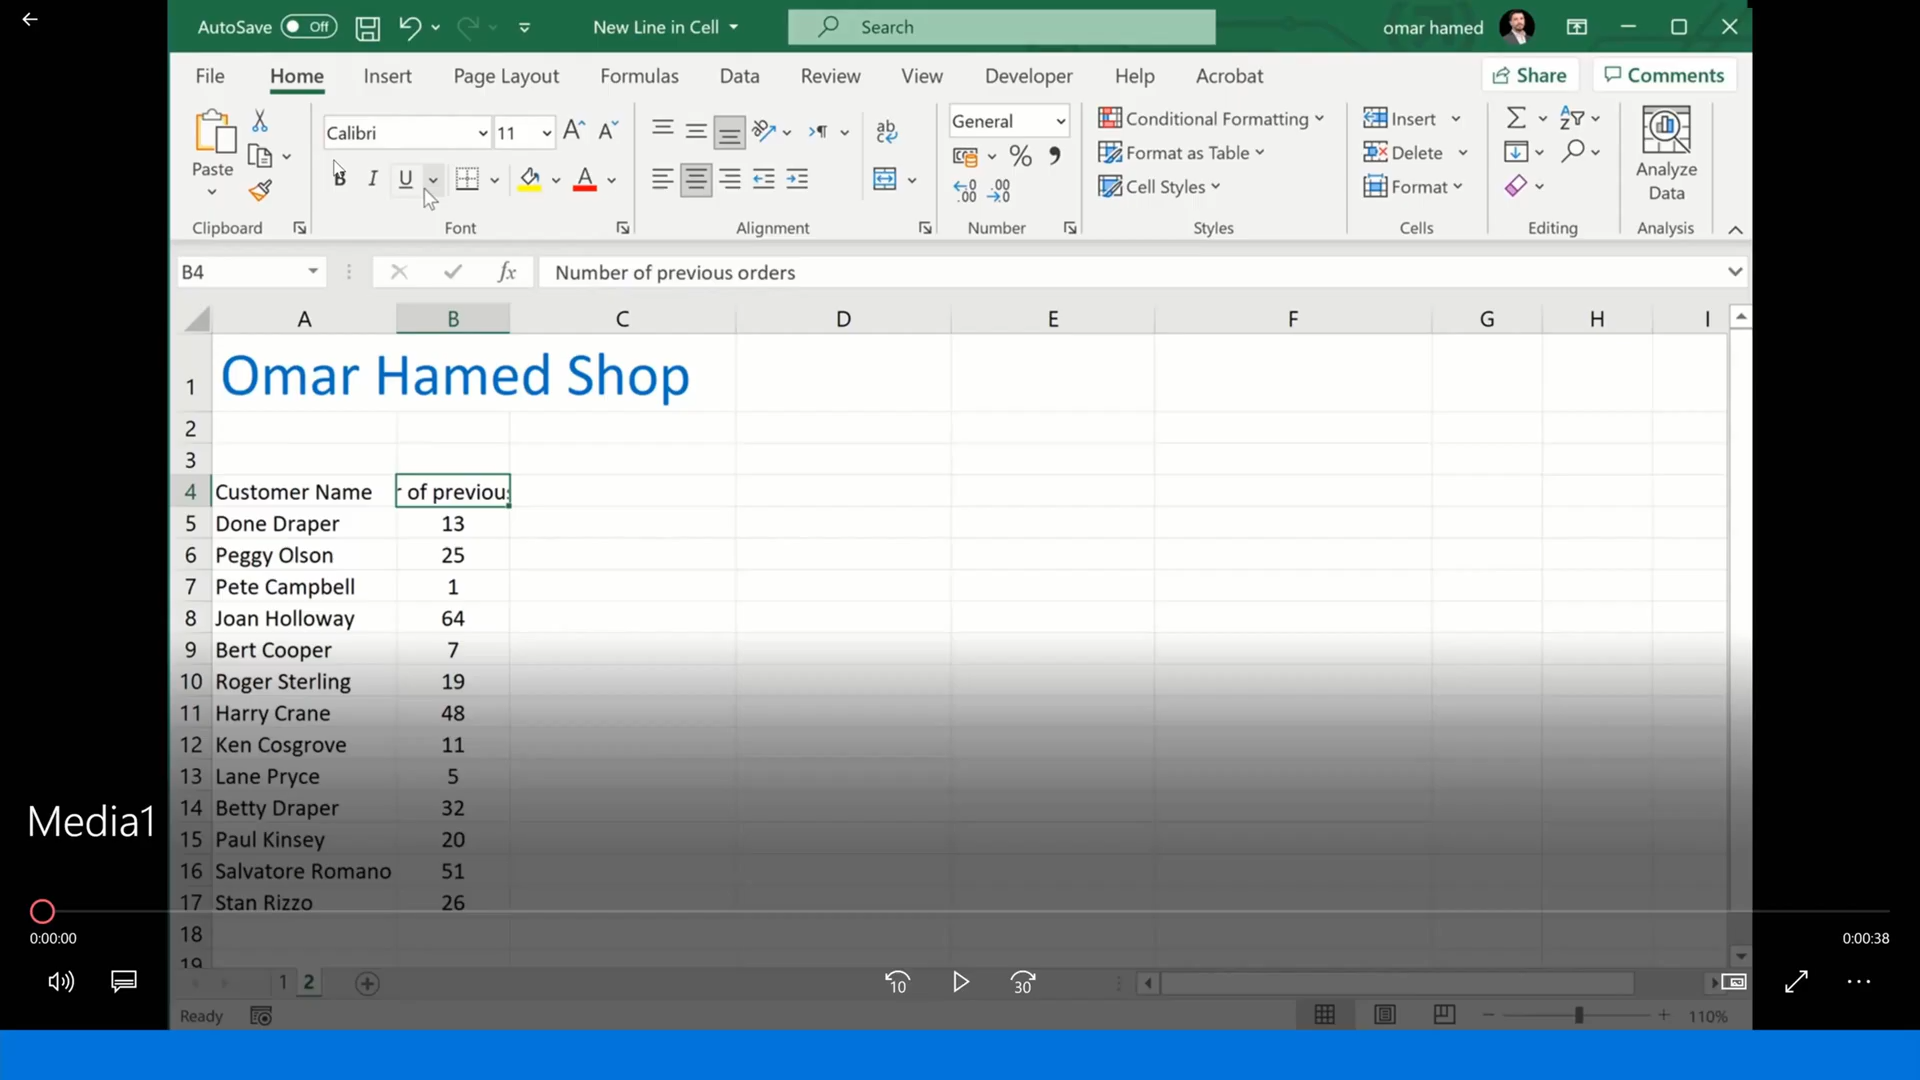 AutoSave Off New Line in Cell Search omar hamed
File Home Insert Page Layout Formulas Data Review View Developer Help Acrobat Share Comments
Calibri 11 General Conditional Formatting Insert
Paste Format as Table Delete Analyze Data
B I U Cell Styles Format
Clipboard Font Alignment Number Styles Cells Editing Analysis
B4 fx Number of previous orders
A B C D E F G H I
1 Omar Hamed Shop
2
3
4 Customer Name r of previous
5 Done Draper 13
6 Peggy Olson 25
7 Pete Campbell 1
8 Joan Holloway 64
9 Bert Cooper 7
10 Roger Sterling 19
11 Harry Crane 48
12 Ken Cosgrove 11
13 Lane Pryce 5
14 Betty Draper 32
Media1
15 Paul Kinsey 20
16 Salvatore Romano 51
17 Stan Rizzo 26
18
0:00:00 0:00:38
19
1 2 10 30
Ready 110%